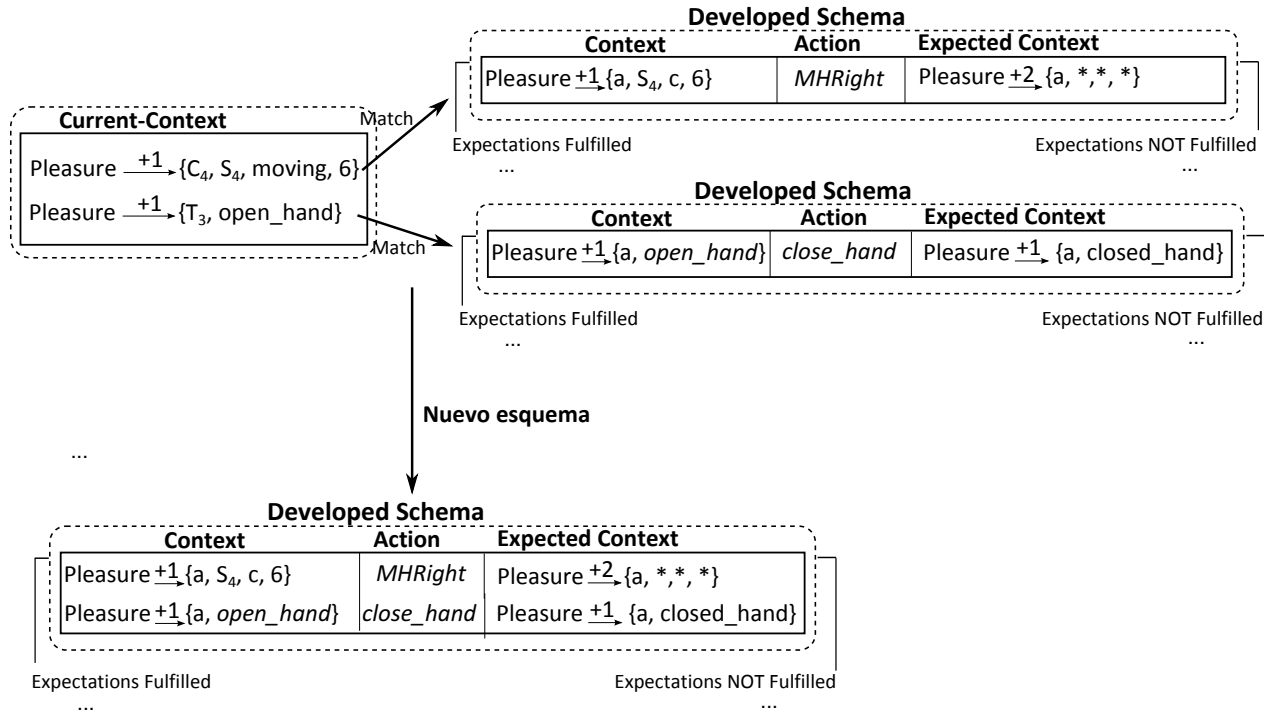 Developed Schema
Context Action Expected Context
Pleasure +1 {a, S₄, c, 6} MHRight Pleasure +2 {a, *,*, *}
Expectations Fulfilled Expectations NOT Fulfilled
... ...
Current-Context
Pleasure +1 {C₄, S₄, moving, 6}
Pleasure +1 {T₃, open_hand}
Match
Match
Developed Schema
Context Action Expected Context
Pleasure +1 {a, open_hand} close_hand Pleasure +1 {a, closed_hand}
Expectations Fulfilled Expectations NOT Fulfilled
... ...
Nuevo esquema
...
Developed Schema
Context Action Expected Context
Pleasure +1 {a, S₄, c, 6} MHRight Pleasure +2 {a, *,*, *}
Pleasure +1 {a, open_hand} close_hand Pleasure +1 {a, closed_hand}
Expectations Fulfilled Expectations NOT Fulfilled
... ...